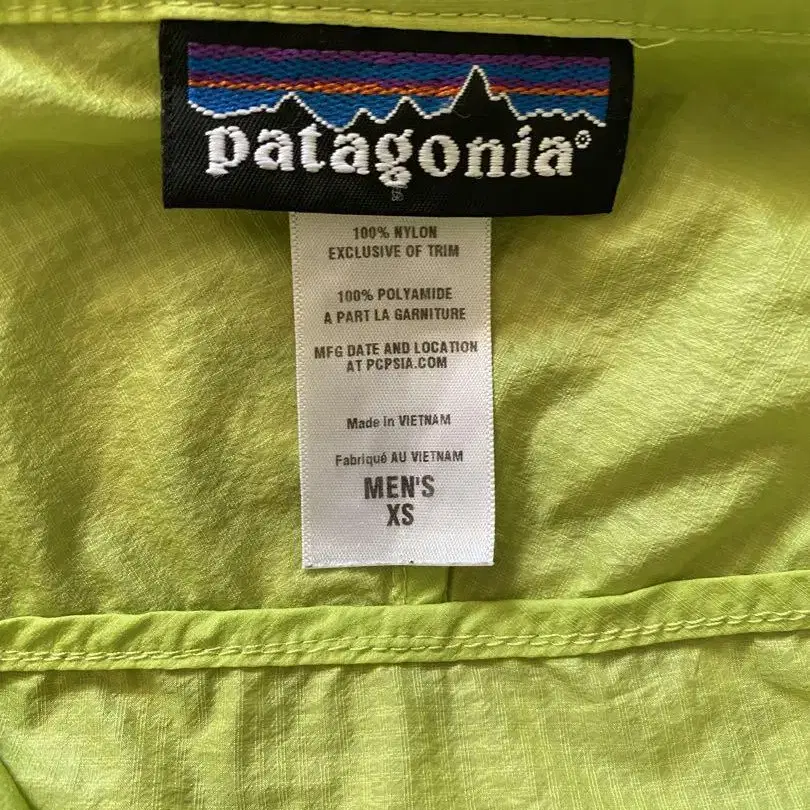 patagonia®
100% NYLON
EXCLUSIVE OF TRIM
100% POLYAMIDE
A PART LA GARNITURE
MFG DATE AND LOCATION
AT PCPSIA.COM
Made in VIETNAM
Fabriqué AU VIETNAM
MEN'S
XS